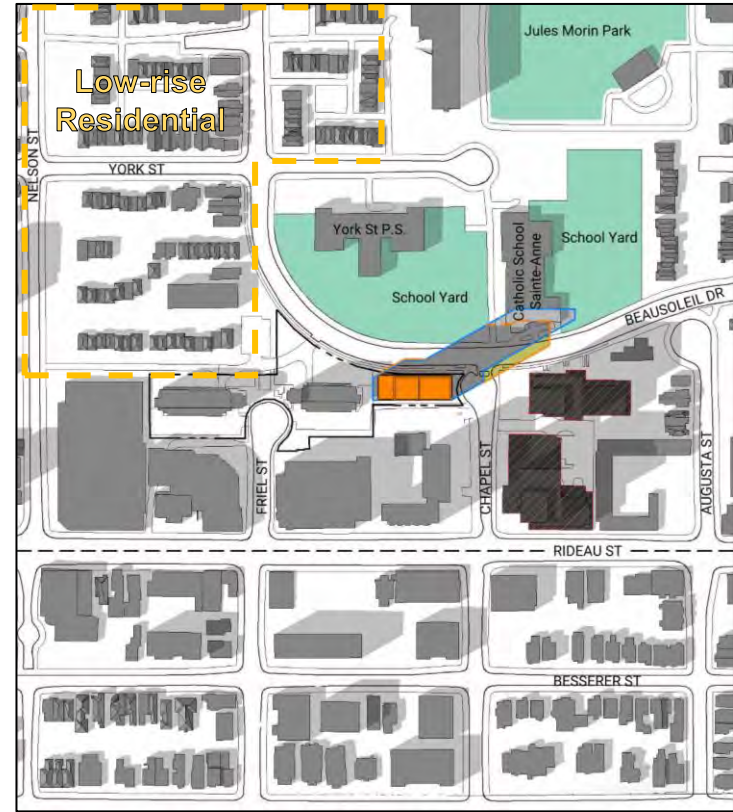 Jules Morin Park
Low-rise
Residential
NELSON ST
YORK ST
York St P.S.
School Yard
Catholic School
Sainte-Anne
School Yard
BEAUSOLEIL DR
FRIEL ST
CHAPEL ST
AUGUSTA ST
RIDEAU ST
BESSERER ST